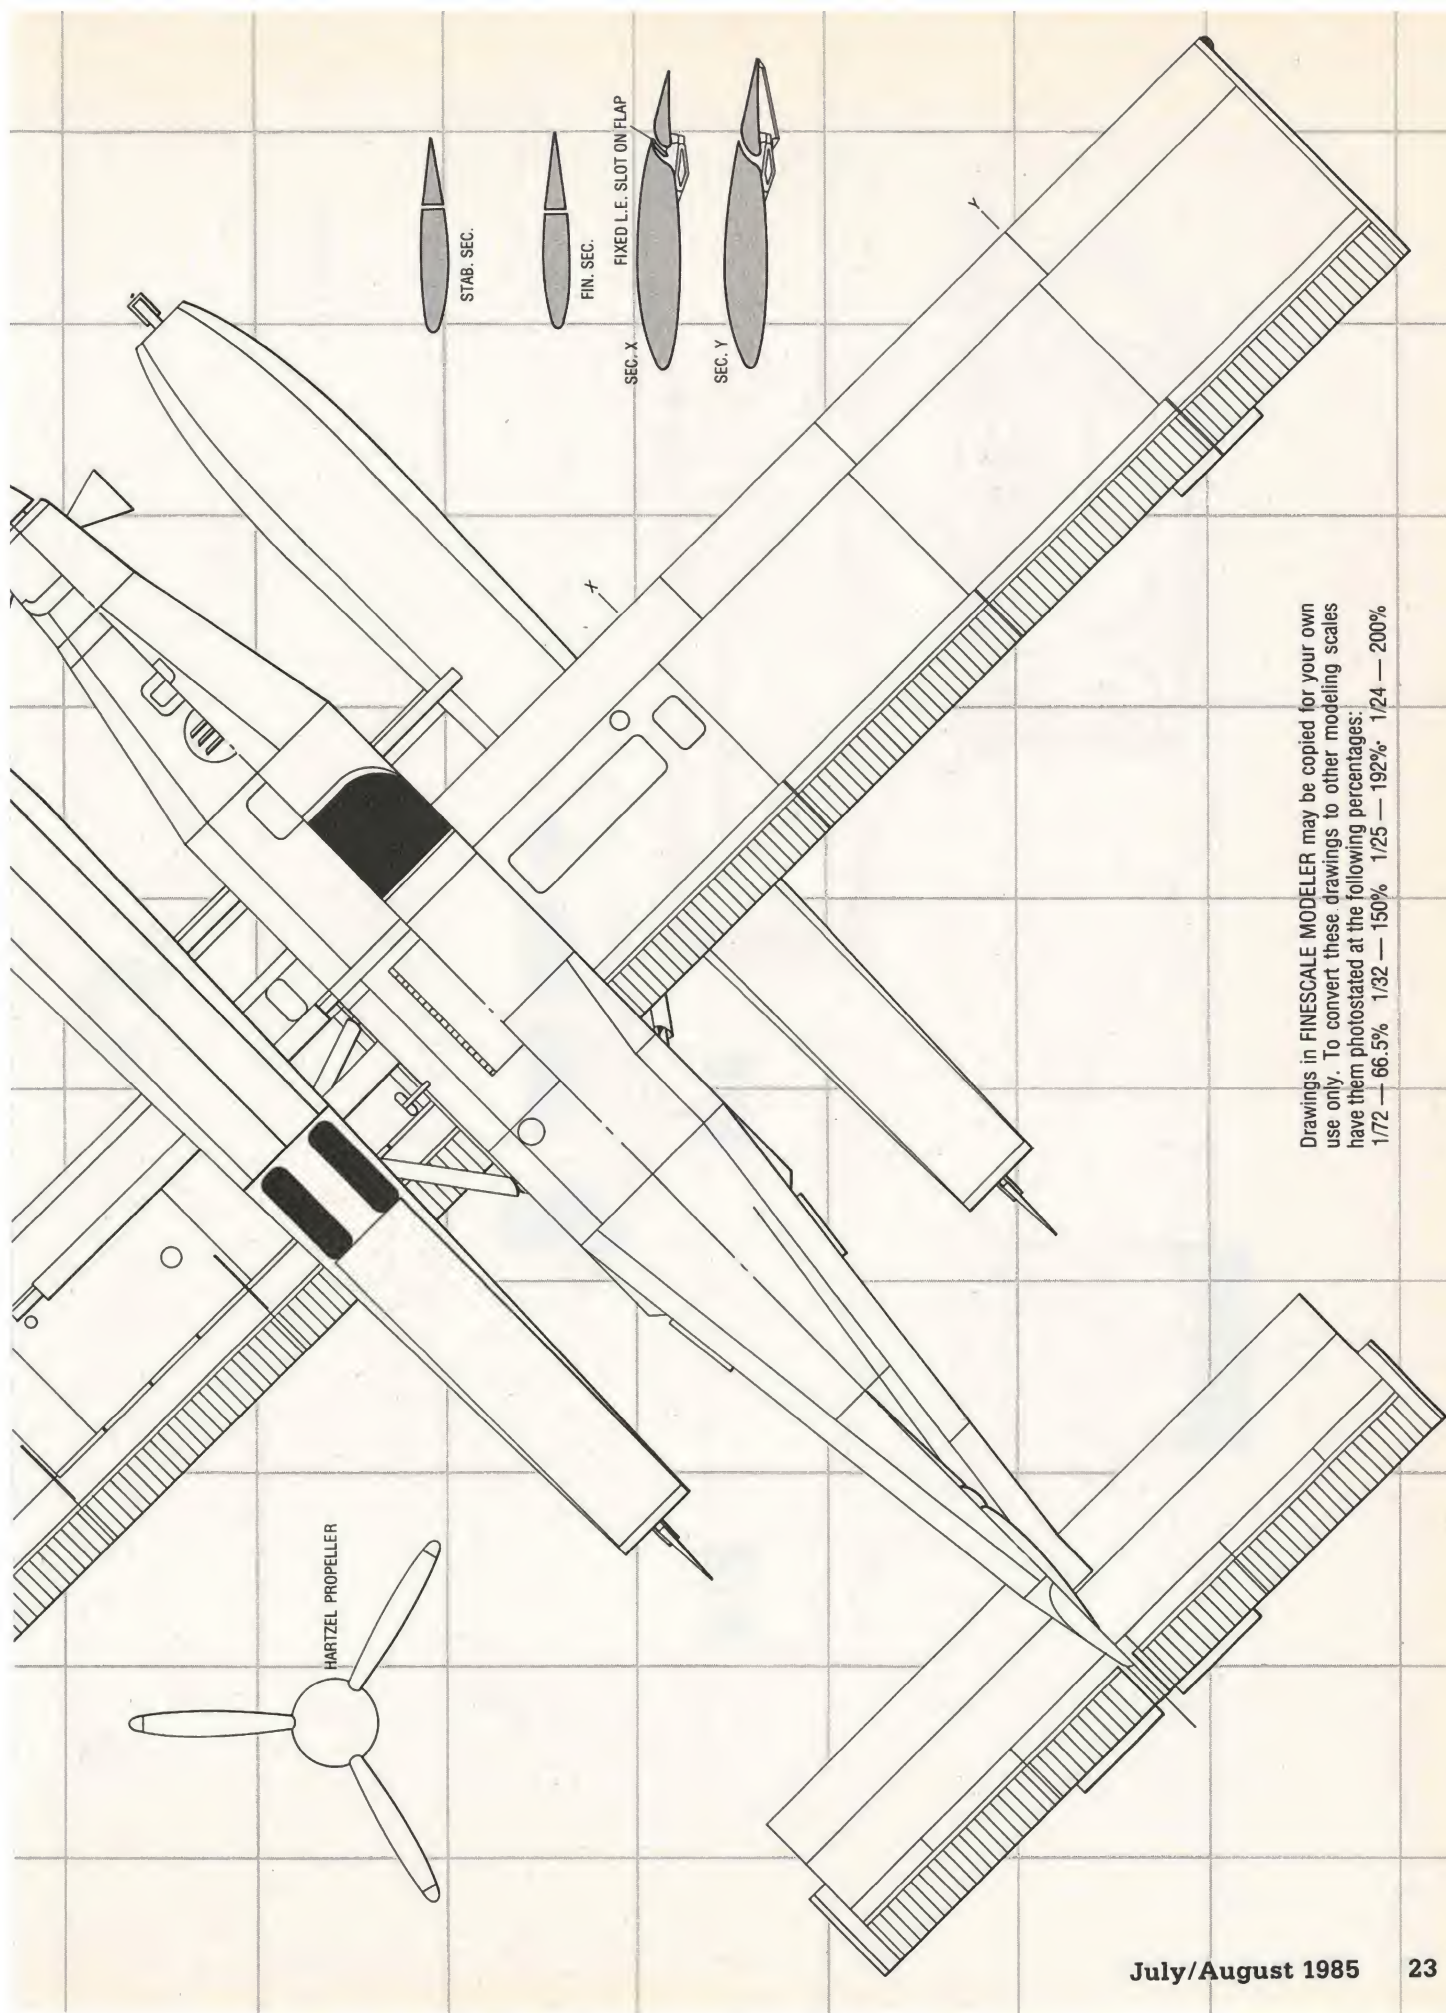 STAB. SEC.
FIN. SEC.
FIXED L.E. SLOT ON FLAP
SEC. X
SEC. Y
X
Y
HARTZEL PROPELLER
Drawings in FINESCALE MODELER may be copied for your own
use only. To convert these drawings to other modeling scales
have them photostated at the following percentages:
1/72 — 66.5% 1/32 — 150% 1/25 — 192% 1/24 — 200%
July/August 1985 23